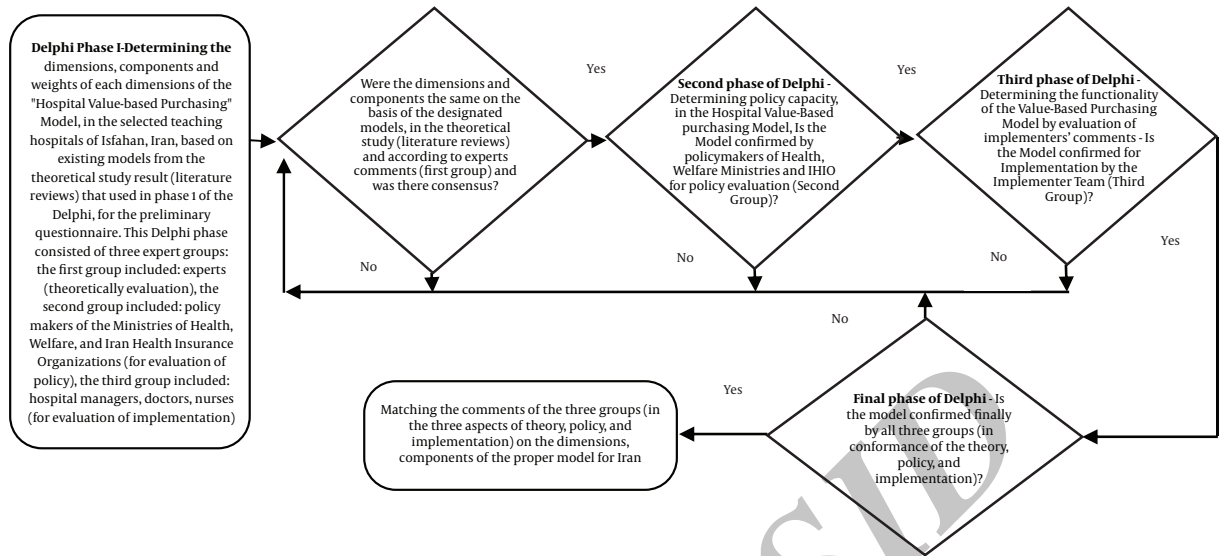 Delphi Phase I-Determining the
dimensions, components and
weights of each dimensions of the
"Hospital Value-based Purchasing"
Model, in the selected teaching
hospitals of Isfahan, Iran, based on
existing models from the
theoretical study result (literature
reviews) that used in phase 1 of the
Delphi, for the preliminary
questionnaire. This Delphi phase
consisted of three expert groups:
the first group included: experts
(theoretically evaluation), the
second group included: policy
makers of the Ministries of Health,
Welfare, and Iran Health Insurance
Organizations (for evaluation of
policy), the third group included:
hospital managers, doctors, nurses
(for evaluation of implementation)
Were the dimensions and
components the same on the
basis of the designated
models, in the theoretical
study (literature reviews)
and according to experts
comments (first group) and
was there consensus?
Yes
No
Second phase of Delphi -
Determining policy capacity,
in the Hospital Value-Based
purchasing Model, Is the
Model confirmed by
policymakers of Health,
Welfare Ministries and IHIO
for policy evaluation (Second
Group)?
Yes
No
Third phase of Delphi -
Determining the functionality
of the Value-Based Purchasing
Model by evaluation of
implementers' comments - Is
the Model confirmed for
Implementation by the
Implementer Team (Third
Group)?
No
Yes
Final phase of Delphi - Is
the model confirmed finally
by all three groups (in
conformance of the theory,
policy, and
implementation)?
No
Yes
Matching the comments of the three groups (in
the three aspects of theory, policy, and
implementation) on the dimensions,
components of the proper model for Iran
SID